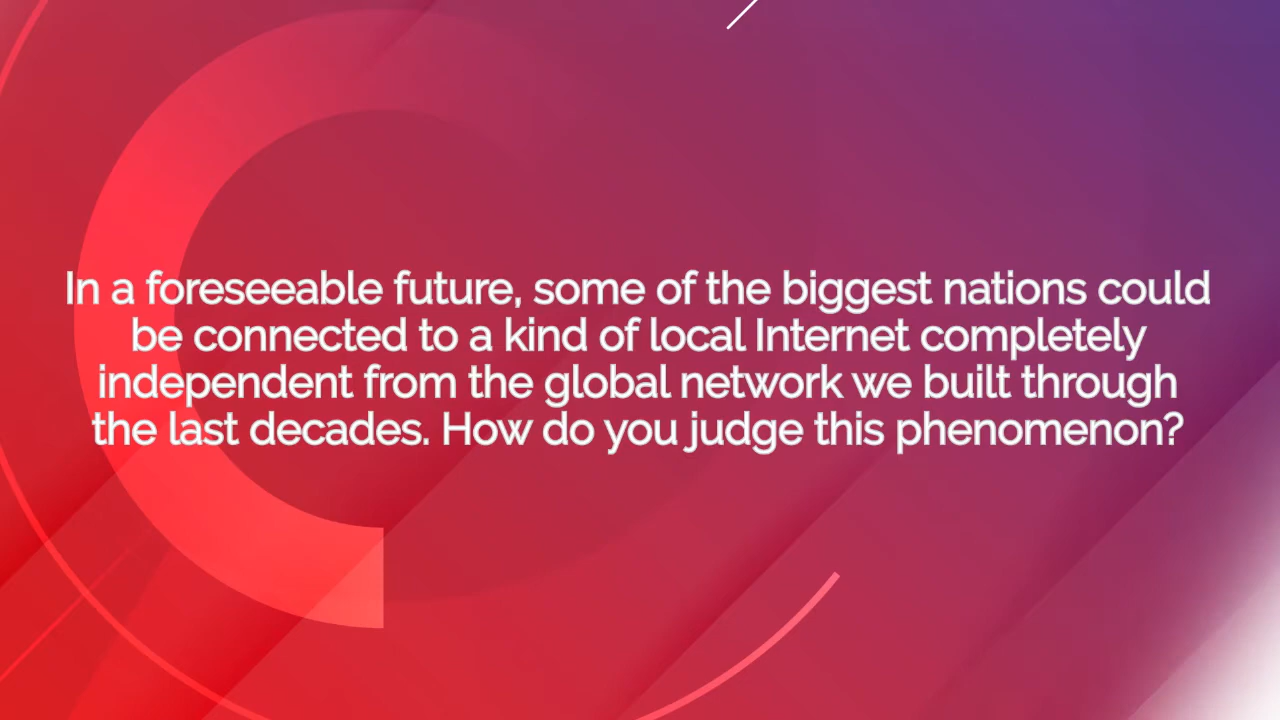 In a foreseeable future, some of the biggest nations could
be connected to a kind of local Internet completely
independent from the global network we built through
the last decades. How do you judge this phenomenon?